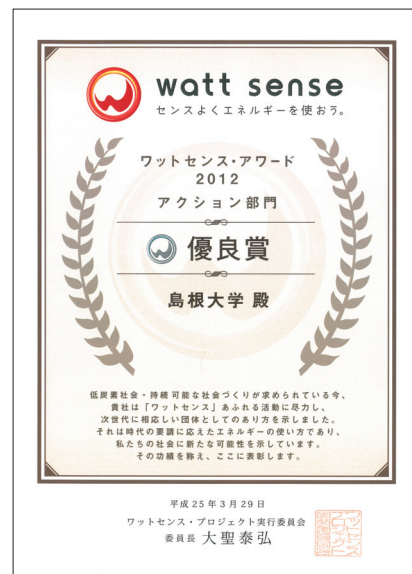 watt sense
センスよくエネルギーを使おう。
ワットセンス・アワード
2012
アクション部門
優良賞
島根大学 殿
低炭素社会・持続可能な社会づくりが求められている今、
貴社は「ワットセンス」あふれる活動に尽力し、
次世代に相応しい団体としてのあり方を示しました。
それは時代の要請に応えたエネルギーの使い方であり、
私たちの社会に新たな可能性を示しています。
その功績を称え、ここに表彰します。
平成25年3月29日
ワットセンス・プロジェクト実行委員会
委員長 大聖泰弘